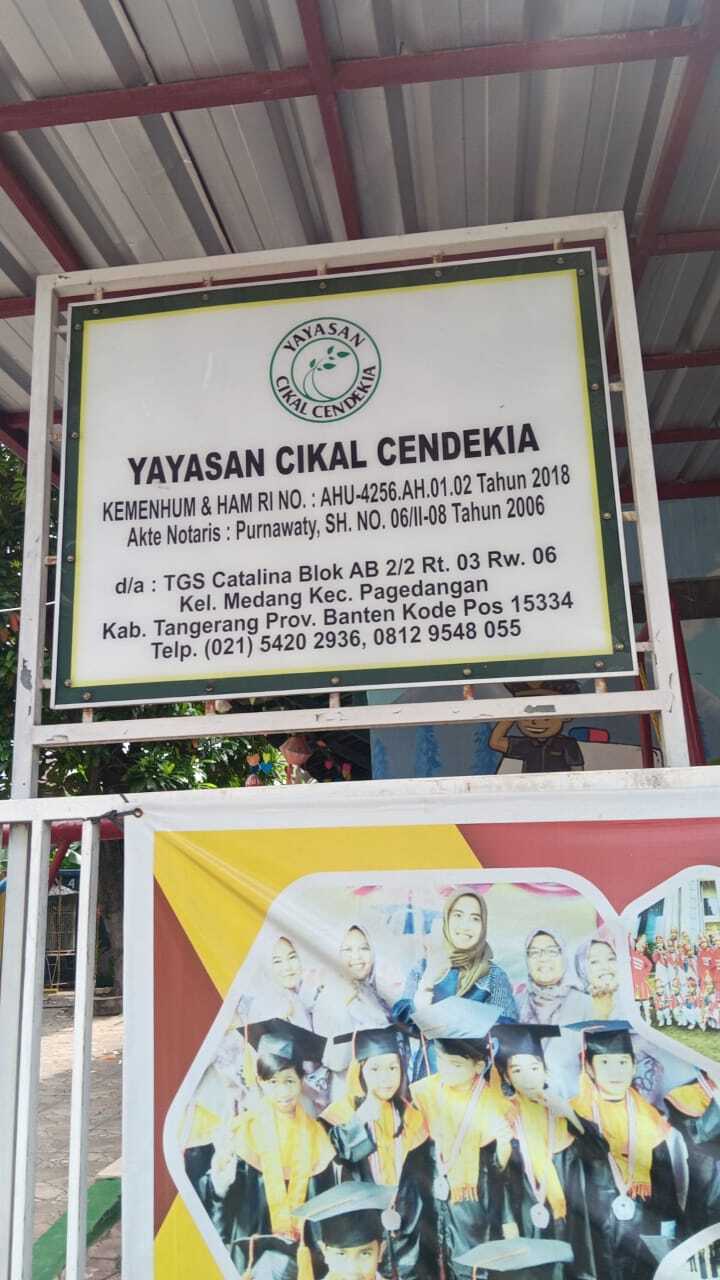 YAYASAN
CIKAL CENDEKIA
YAYASAN CIKAL CENDEKIA
KEMENHUM & HAM RI NO. : AHU-4256.AH.01.02 Tahun 2018
Akte Notaris : Purnawaty, SH. NO. 06/II-08 Tahun 2006
d/a : TGS Catalina Blok AB 2/2 Rt. 03 Rw. 06
Kel. Medang Kec. Pagedangan
Kab. Tangerang Prov. Banten Kode Pos 15334
Telp. (021) 5420 2936, 0812 9548 055